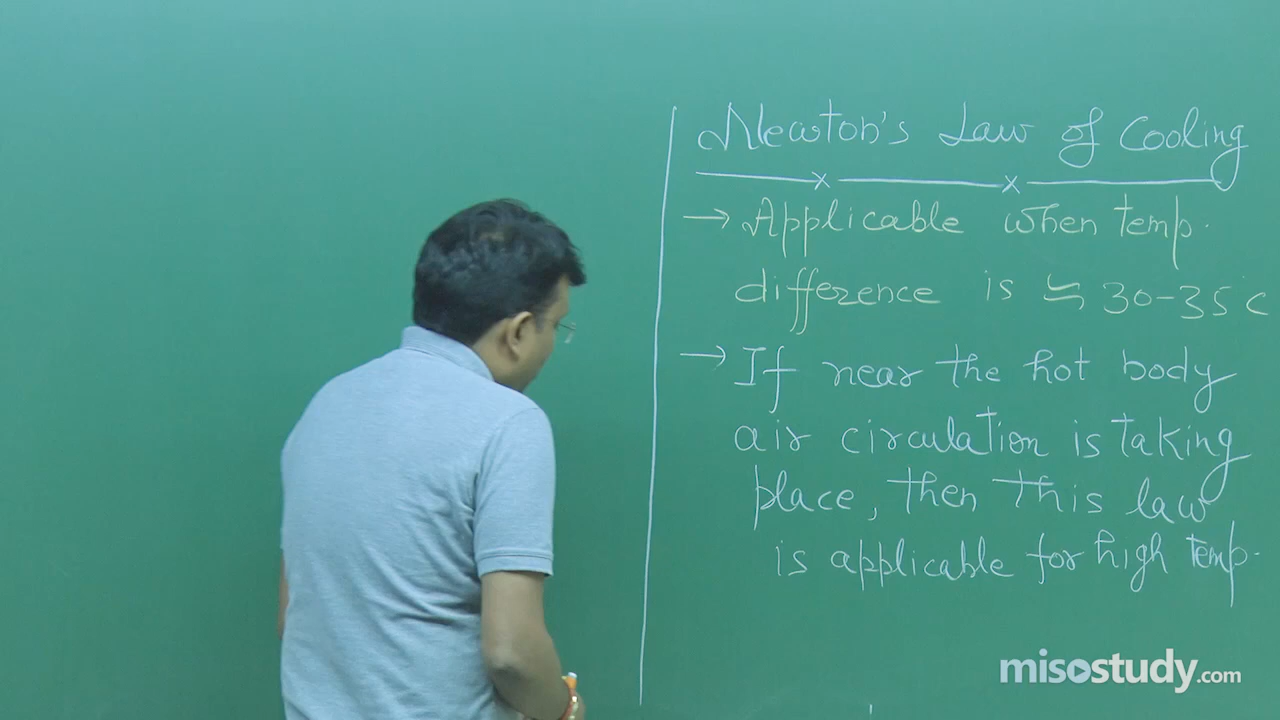 Newton's Law of Cooling
→ Applicable when temp.
difference is ≒ 30-35 c
→ If near the hot body
air circulation is taking
place, then this law
is applicable for high temp.
misostudy.com